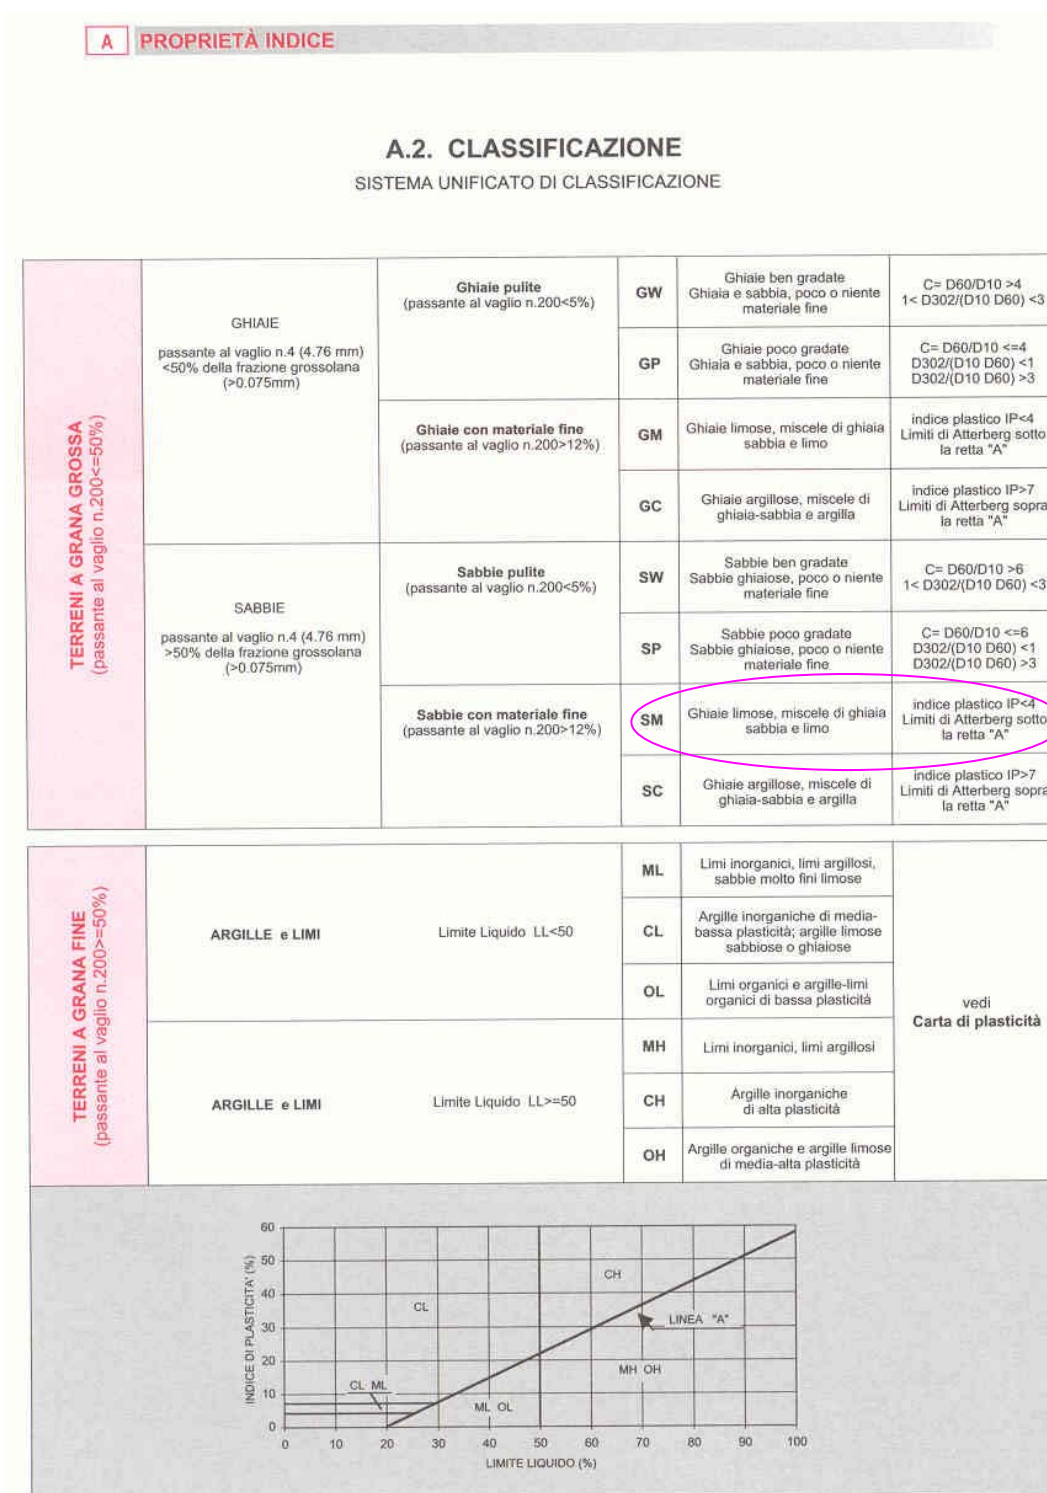 A PROPRIETÀ INDICE
A.2. CLASSIFICAZIONE
SISTEMA UNIFICATO DI CLASSIFICAZIONE
TERRENI A GRANA GROSSA
(passante al vaglio n.200<=50%)
GHIAIE
passante al vaglio n.4 (4.76 mm)
<50% della frazione grossolana
(>0.075mm)
Ghiaie pulite
(passante al vaglio n.200<5%)
GW
Ghiaie ben gradate
Ghiaia e sabbia, poco o niente
materiale fine
C= D60/D10 >4
1< D302/(D10 D60) <3
GP
Ghiaie poco gradate
Ghiaia e sabbia, poco o niente
materiale fine
C= D60/D10 <=4
D302/(D10 D60) <1
D302/(D10 D60) >3
Ghiaie con materiale fine
(passante al vaglio n.200>12%)
GM
Ghiaie limose, miscele di ghiaia
sabbia e limo
indice plastico IP<4
Limiti di Atterberg sotto
la retta "A"
GC
Ghiaie argillose, miscele di
ghiaia-sabbia e argilla
indice plastico IP>7
Limiti di Atterberg sopra
la retta "A"
SABBIE
passante al vaglio n.4 (4.76 mm)
>50% della frazione grossolana
(>0.075mm)
Sabbie pulite
(passante al vaglio n.200<5%)
SW
Sabbie ben gradate
Sabbie ghiaiose, poco o niente
materiale fine
C= D60/D10 >6
1< D302/(D10 D60) <3
SP
Sabbie poco gradate
Sabbie ghiaiose, poco o niente
materiale fine
C= D60/D10 <=6
D302/(D10 D60) <1
D302/(D10 D60) >3
Sabbie con materiale fine
(passante al vaglio n.200>12%)
SM
Ghiaie limose, miscele di ghiaia
sabbia e limo
indice plastico IP<4
Limiti di Atterberg sotto
la retta "A"
SC
Ghiaie argillose, miscele di
ghiaia-sabbia e argilla
indice plastico IP>7
Limiti di Atterberg sopra
la retta "A"
TERRENI A GRANA FINE
(passante al vaglio n.200>=50%)
ARGILLE e LIMI
Limite Liquido LL<50
ML
Limi inorganici, limi argillosi,
sabbie molto fini limose
CL
Argille inorganiche di media-
bassa plasticità; argille limose
sabbiose o ghiaiose
OL
Limi organici e argille-limi
organici di bassa plasticità
ARGILLE e LIMI
Limite Liquido LL>=50
MH
Limi inorganici, limi argillosi
CH
Argille inorganiche
di alta plasticità
OH
Argille organiche e argille limose
di media-alta plasticità
vedi
Carta di plasticità
INDICE DI PLASTICITA' (%)
60
50
40
30
20
10
0
CH
CL
LINEA "A"
MH OH
CL ML
ML OL
0 10 20 30 40 50 60 70 80 90 100
LIMITE LIQUIDO (%)